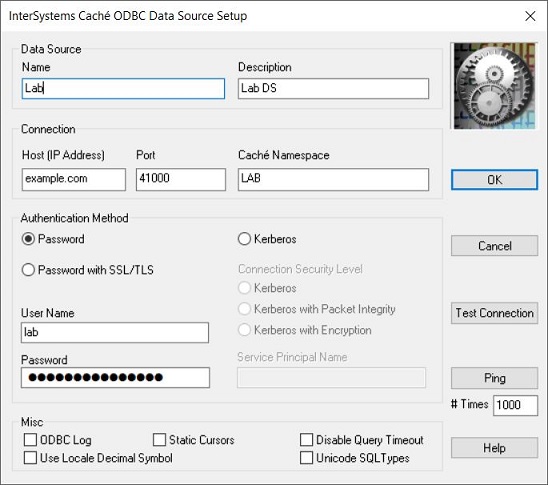 InterSystems Caché ODBC Data Source Setup
Data Source
Name Description
Lab Lab DS
Connection
Host (IP Address) Port Caché Namespace
example.com 41000 LAB
OK
Authentication Method
Password Kerberos
Cancel
Password with SSL/TLS Connection Security Level
Kerberos
User Name Kerberos with Packet Integrity Test Connection
lab Kerberos with Encryption
Password Service Principal Name
●●●●●●●●●●●●●●● Ping
# Times 1000
Misc
ODBC Log Static Cursors Disable Query Timeout Help
Use Locale Decimal Symbol Unicode SQLTypes